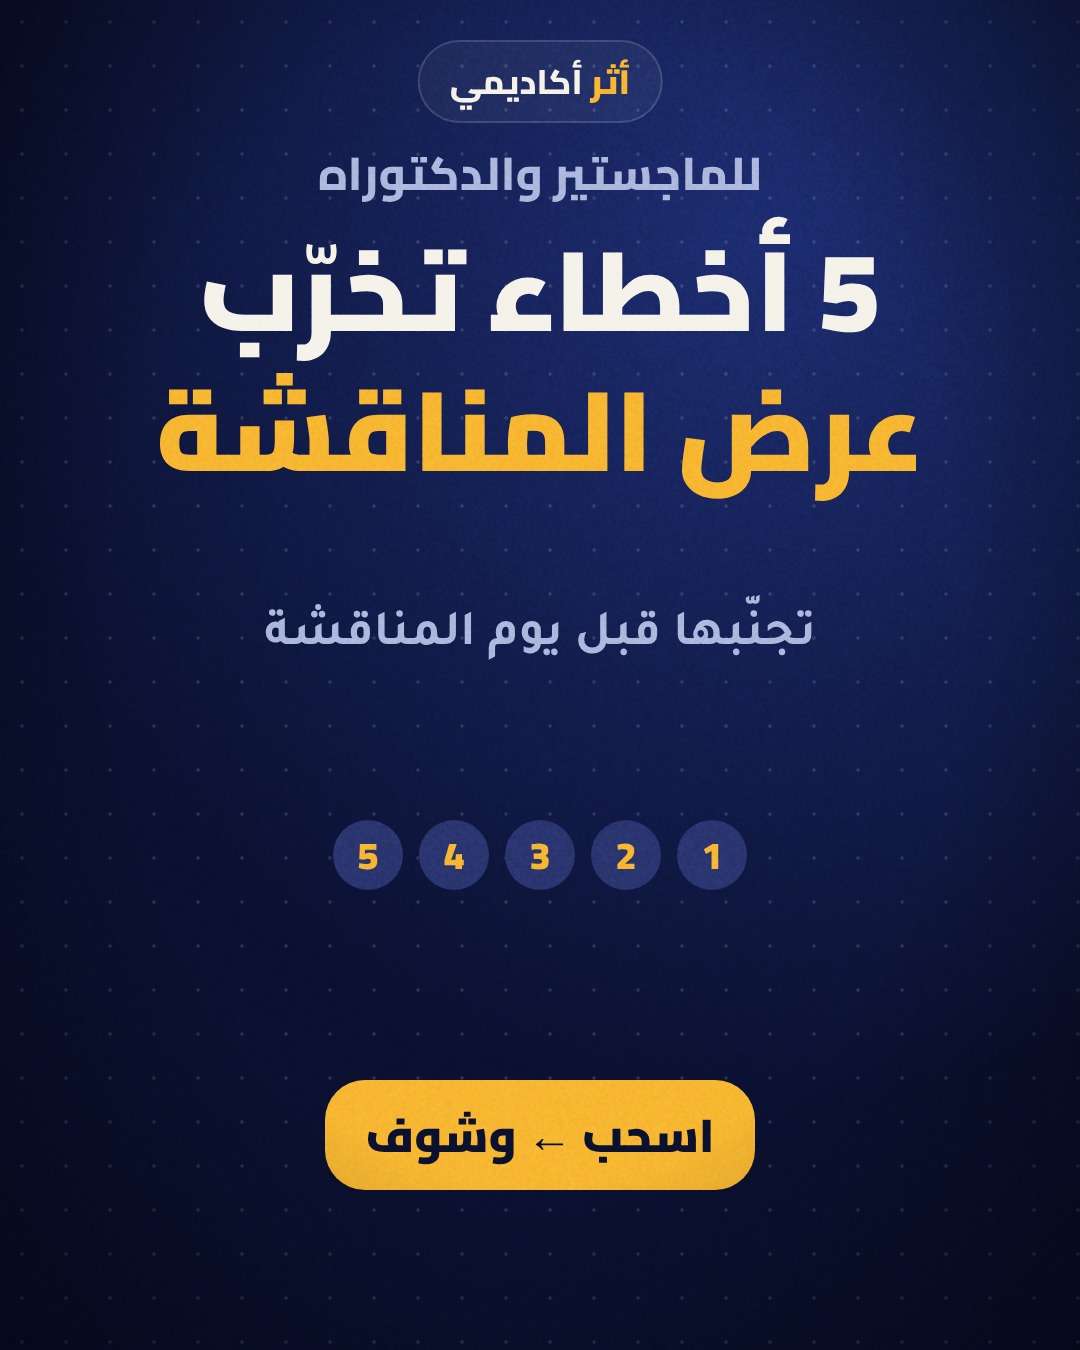 أثر أكاديمي
للماجستير والدكتوراه
5 أخطاء تخرّب
عرض المناقشة
تجنّبها قبل يوم المناقشة
1 2 3 4 5
اسحب ← وشوف